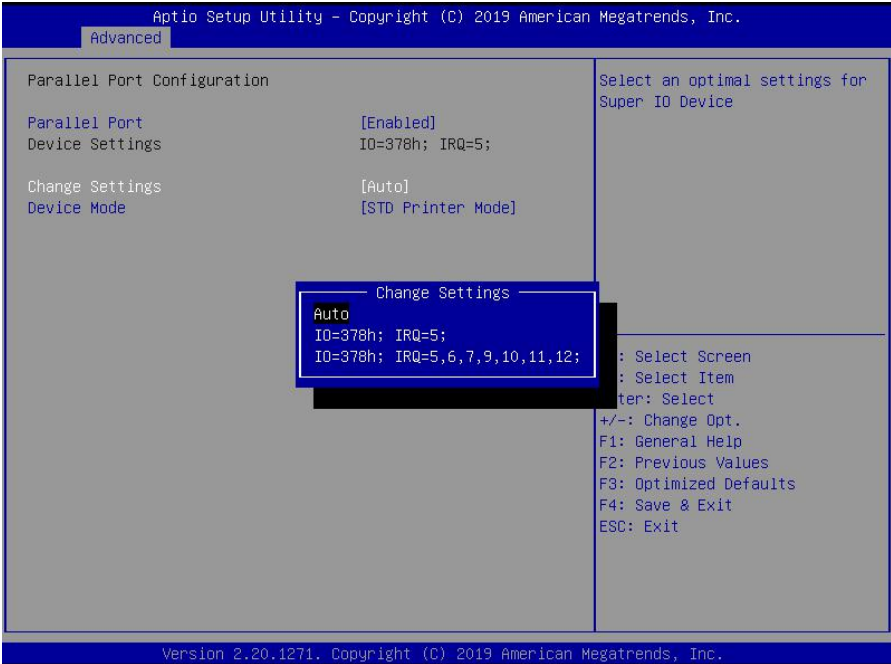 Aptio Setup Utility – Copyright (C) 2019 American Megatrends, Inc.
Advanced
Parallel Port Configuration
Parallel Port [Enabled]
Device Settings IO=378h; IRQ=5;
Change Settings [Auto]
Device Mode [STD Printer Mode]
Select an optimal settings for
Super IO Device
Change Settings
Auto
IO=378h; IRQ=5;
IO=378h; IRQ=5,6,7,9,10,11,12;
: Select Screen
: Select Item
ter: Select
+/-: Change Opt.
F1: General Help
F2: Previous Values
F3: Optimized Defaults
F4: Save & Exit
ESC: Exit
Version 2.20.1271. Copyright (C) 2019 American Megatrends, Inc.